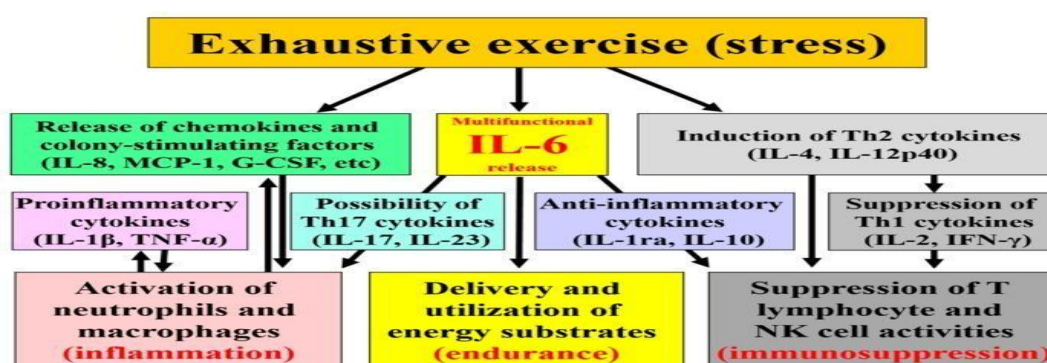 Exhaustive exercise (stress)
Release of chemokines and
colony-stimulating factors
(IL-8, MCP-1, G-CSF, etc)
Multifunctional
IL-6
release
Induction of Th2 cytokines
(IL-4, IL-12p40)
Proinflammatory
cytokines
(IL-1β, TNF-α)
Possibility of
Th17 cytokines
(IL-17, IL-23)
Anti-inflammatory
cytokines
(IL-1ra, IL-10)
Suppression of
Th1 cytokines
(IL-2, IFN-γ)
Activation of
neutrophils and
macrophages
(inflammation)
Delivery and
utilization of
energy substrates
(endurance)
Suppression of T
lymphocyte and
NK cell activities
(immunosuppression)